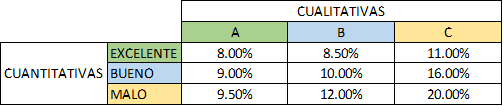 CUALITATIVAS
A B C
EXCELENTE 8.00% 8.50% 11.00%
CUANTITATIVAS BUENO 9.00% 10.00% 16.00%
MALO 9.50% 12.00% 20.00%